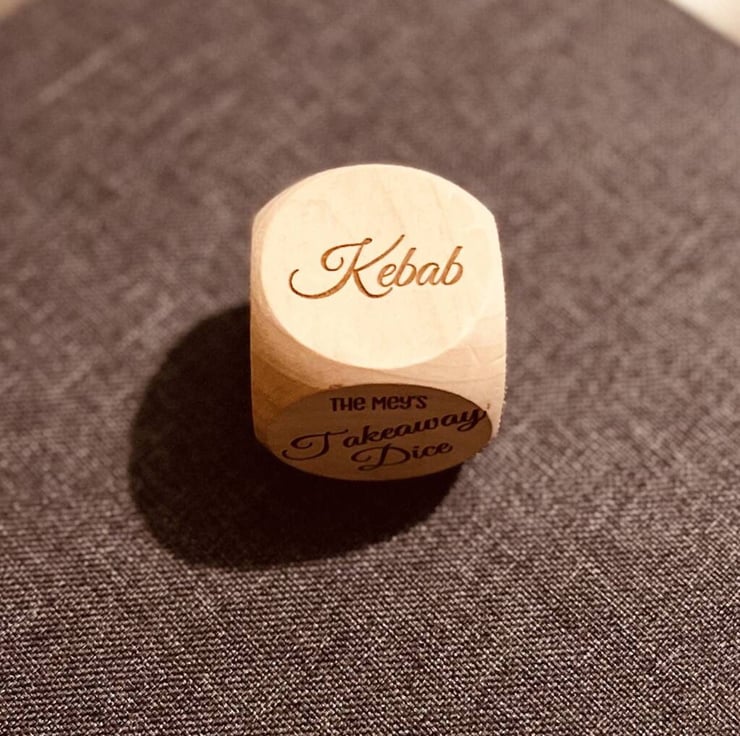 Kebab
THE MEY'S
Takeaway
Dice